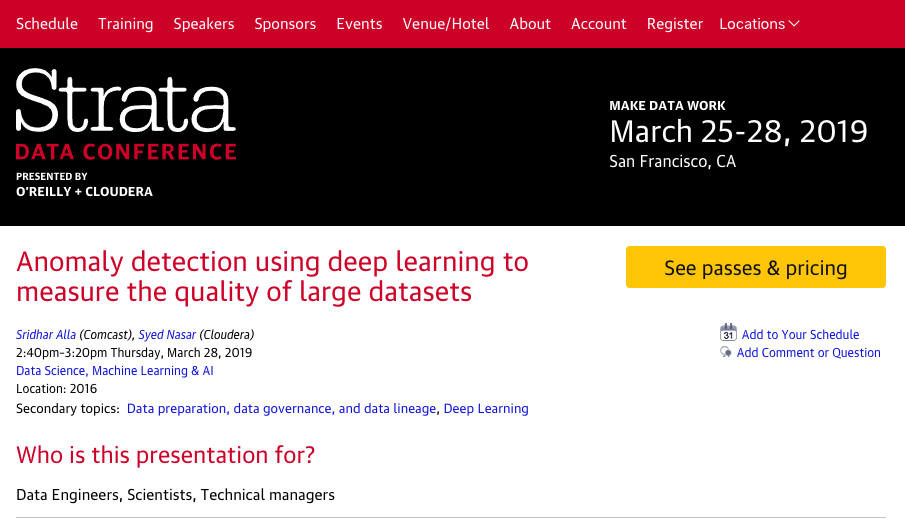 Schedule Training Speakers Sponsors Events Venue/Hotel About Account Register Locations
Strata
DATA CONFERENCE
PRESENTED BY
O'REILLY + CLOUDERA
MAKE DATA WORK
March 25-28, 2019
San Francisco, CA
Anomaly detection using deep learning to
measure the quality of large datasets
See passes & pricing
Sridhar Alla (Comcast), Syed Nasar (Cloudera)
2:40pm–3:20pm Thursday, March 28, 2019
Data Science, Machine Learning & AI
Location: 2016
Secondary topics: Data preparation, data governance, and data lineage, Deep Learning
31 Add to Your Schedule
Add Comment or Question
Who is this presentation for?
Data Engineers, Scientists, Technical managers